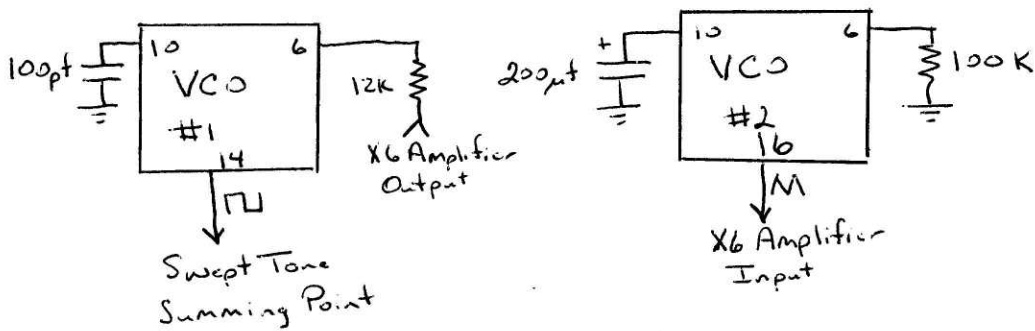 10
6
100pf
VCO
12K
#1
14
X6 Amplifier
Output
Swept Tone
Summing Point
+
10
6
200µf
VCO
100K
#2
16
X6 Amplifier
Input